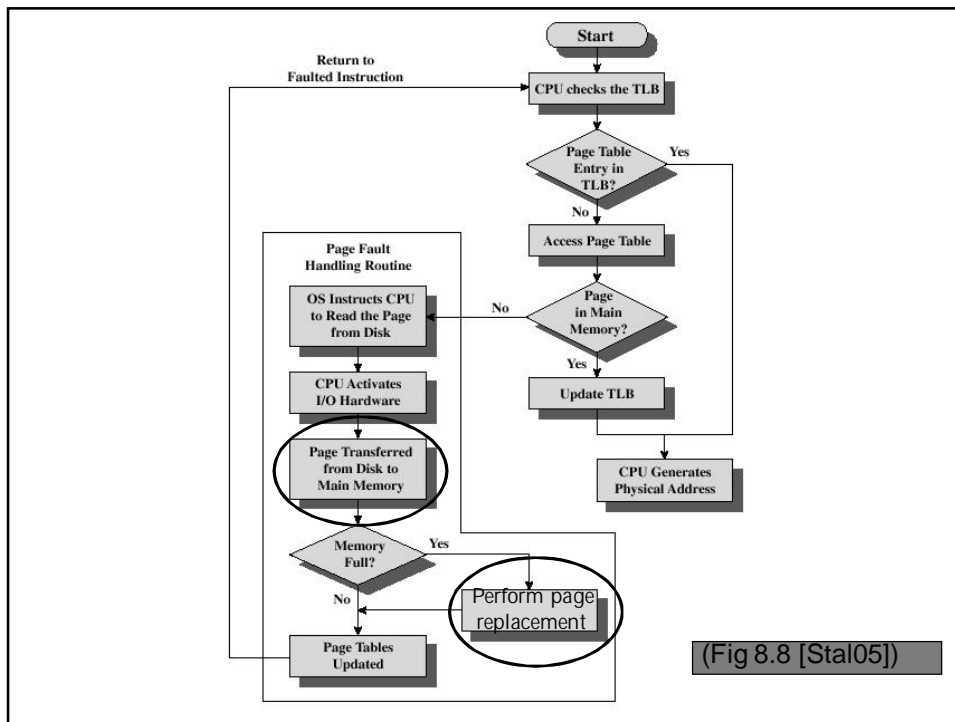 Start
Return to
Faulted Instruction
CPU checks the TLB
Page Table
Entry in
TLB?
Yes
No
Access Page Table
Page Fault
Handling Routine
OS Instructs CPU
to Read the Page
from Disk
No
Page
in Main
Memory?
Yes
CPU Activates
I/O Hardware
Update TLB
Page Transferred
from Disk to
Main Memory
CPU Generates
Physical Address
Memory
Full?
Yes
No
Perform page
replacement
Page Tables
Updated
(Fig 8.8 [Stal05])